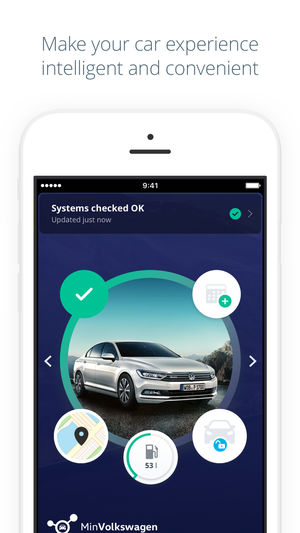 Make your car experience
intelligent and convenient
9:41
Systems checked OK
Updated just now
53 l
MinVolkswagen